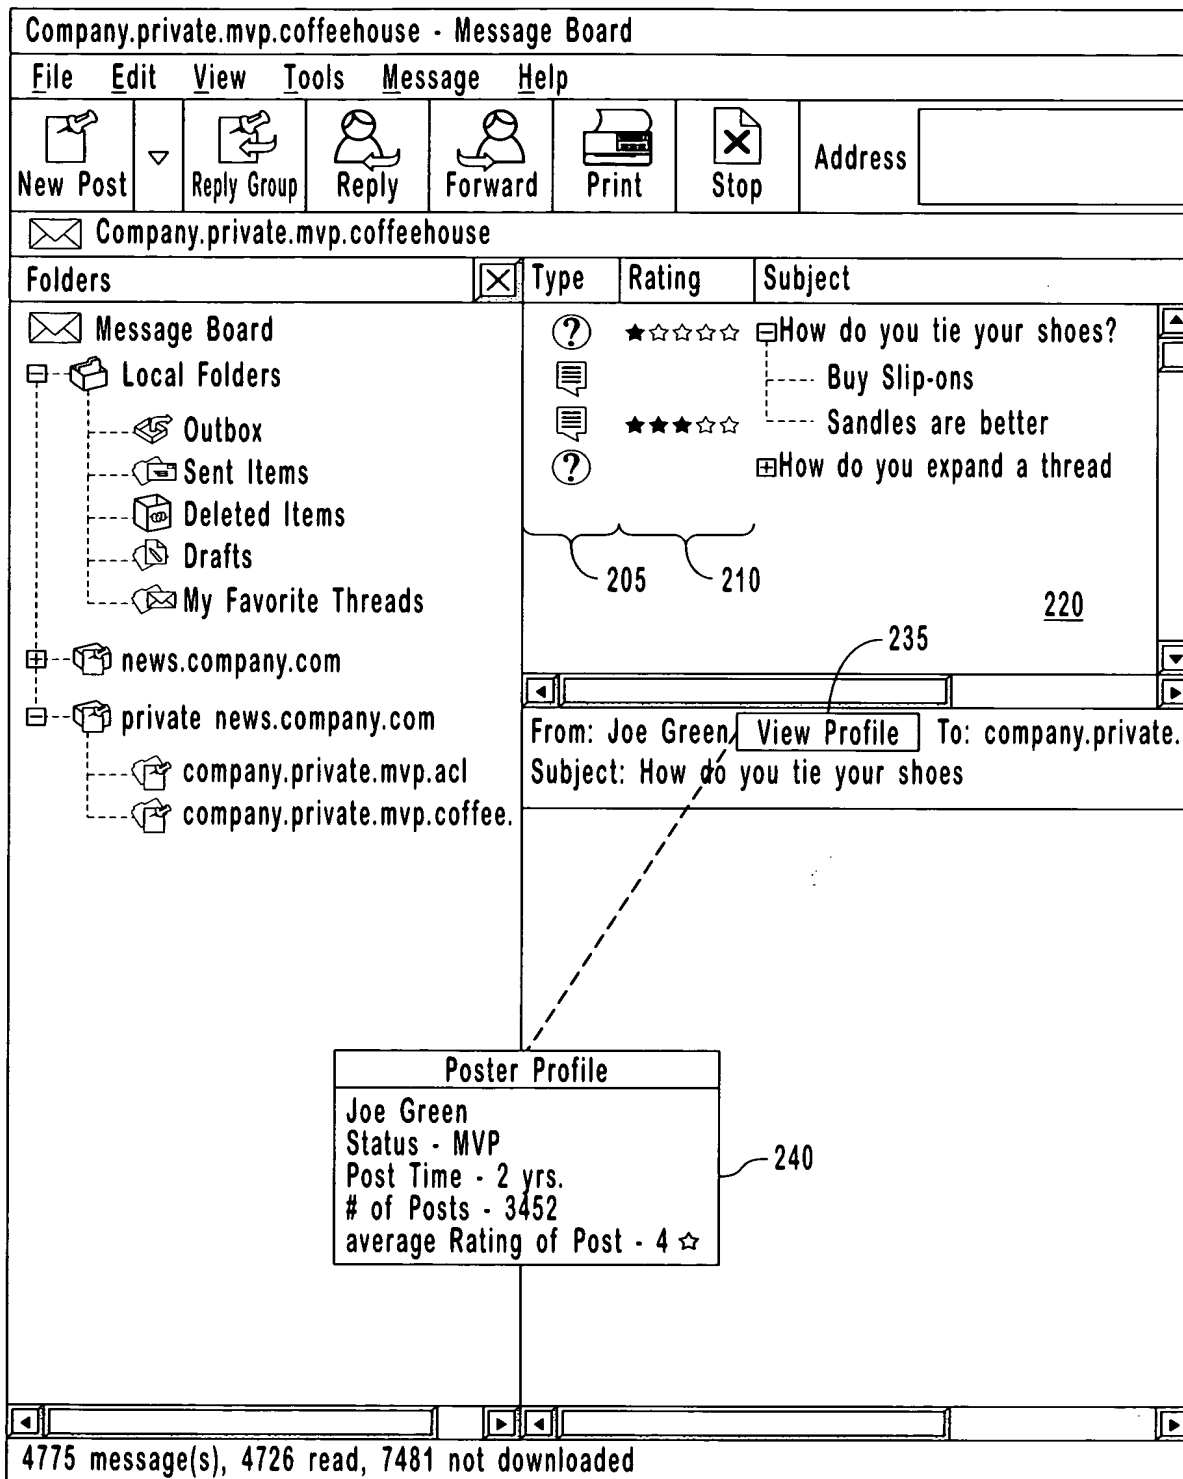 Company.private.mvp.coffeehouse - Message Board
File Edit View Tools Message Help
New Post Reply Group Reply Forward Print Stop Address
Company.private.mvp.coffeehouse
Folders
Type Rating Subject
Message Board
Local Folders
Outbox
Sent Items
Deleted Items
Drafts
My Favorite Threads
news.company.com
private news.company.com
company.private.mvp.acl
company.private.mvp.coffee.
? ★☆☆☆☆ How do you tie your shoes?
Buy Slip-ons
★★★☆☆ Sandles are better
? How do you expand a thread
205 210
220
235
From: Joe Green View Profile To: company.private.
Subject: How do you tie your shoes
Poster Profile
Joe Green
Status - MVP
Post Time - 2 yrs.
# of Posts - 3452
average Rating of Post - 4 ☆
240
4775 message(s), 4726 read, 7481 not downloaded